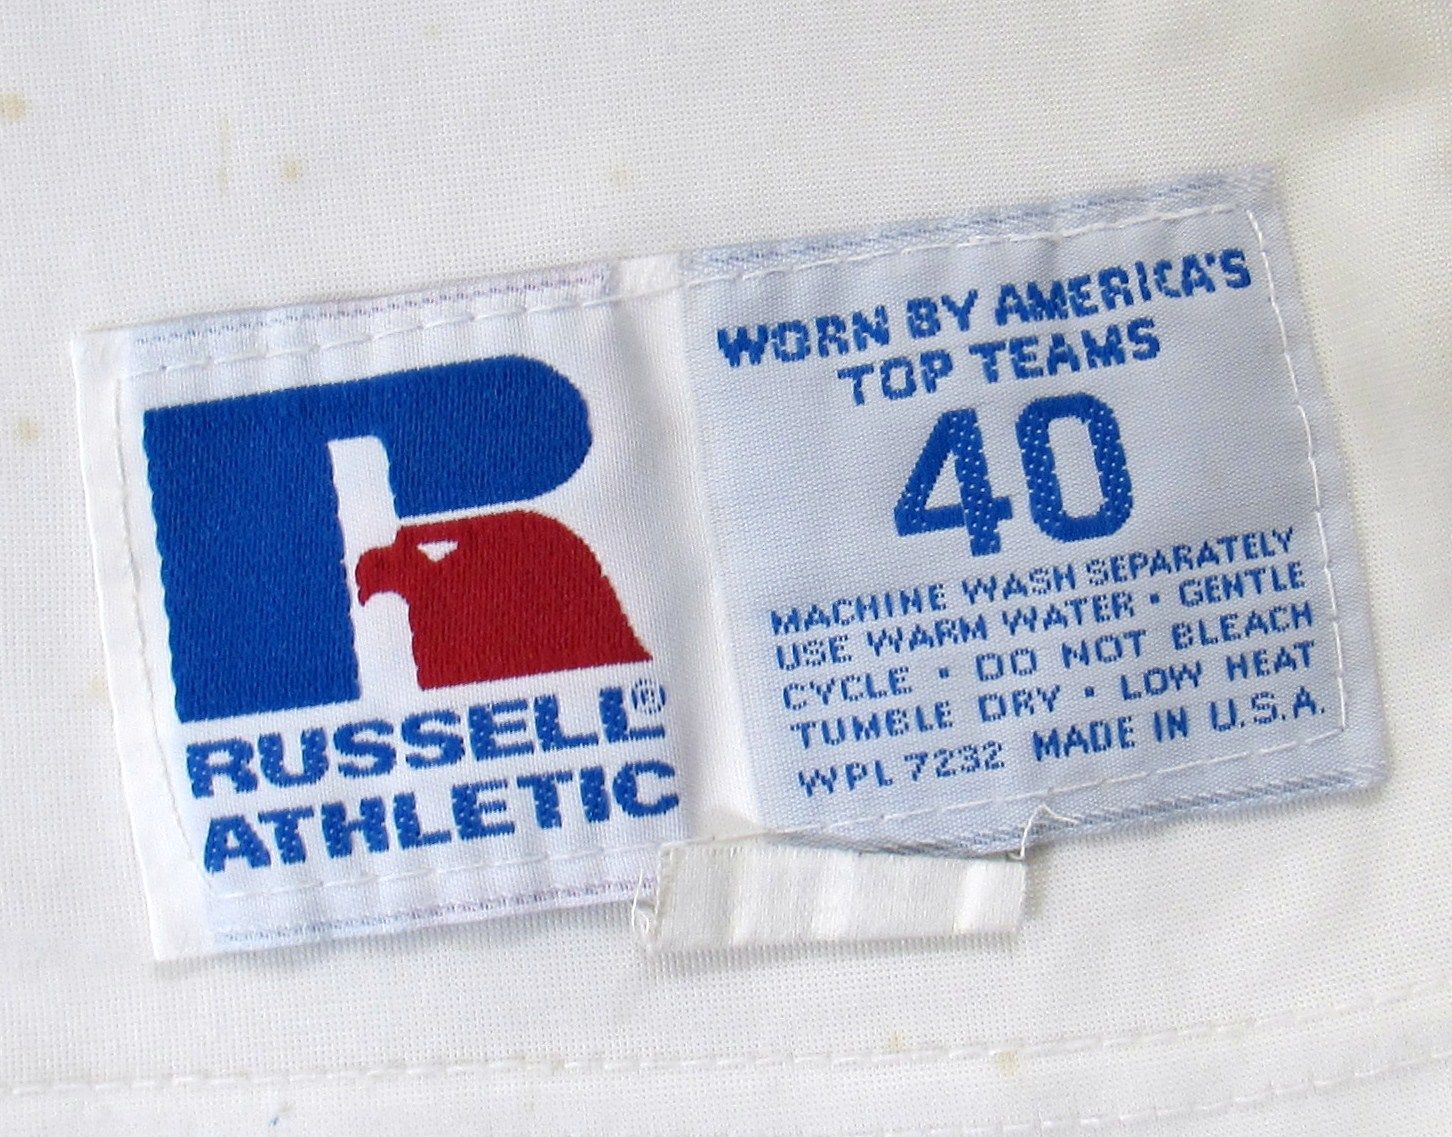 RUSSELL®
ATHLETIC
WORN BY AMERICA'S
TOP TEAMS
40
MACHINE WASH SEPARATELY
USE WARM WATER • GENTLE
CYCLE • DO NOT BLEACH
TUMBLE DRY • LOW HEAT
WPL 7232 MADE IN U.S.A.